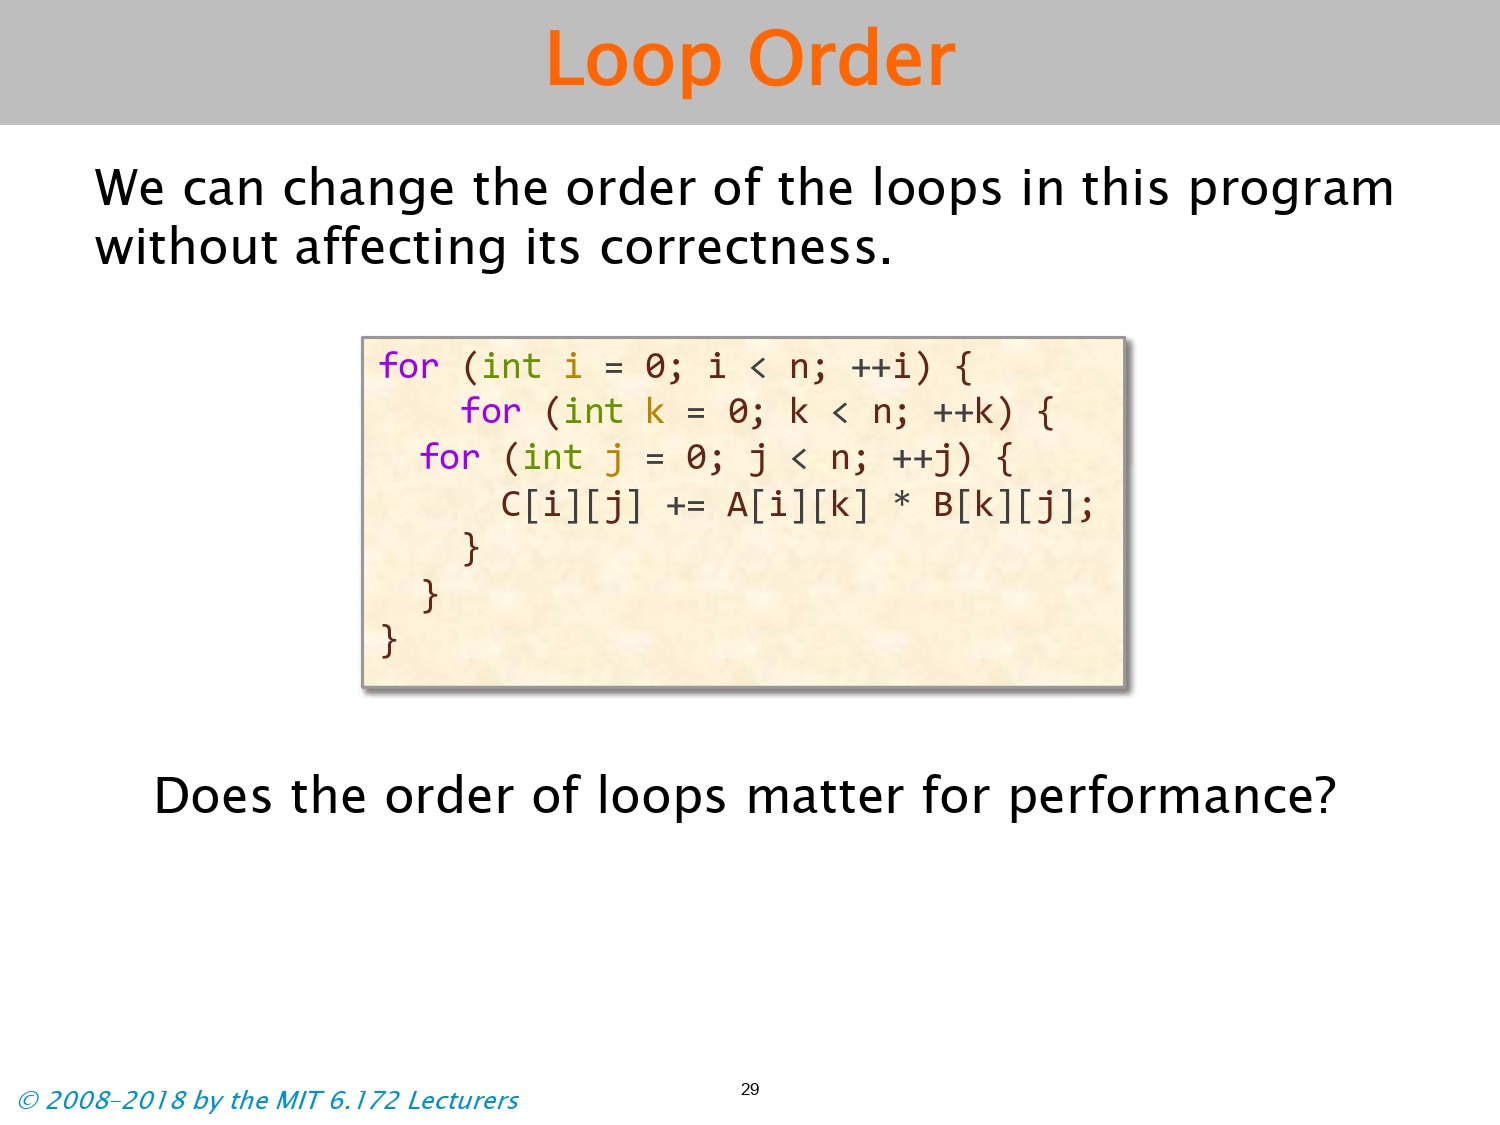 Loop Order
We can change the order of the loops in this program
without affecting its correctness.
for (int i = 0; i < n; ++i) {
    for (int k = 0; k < n; ++k) {
  for (int j = 0; j < n; ++j) {
      C[i][j] += A[i][k] * B[k][j];
    }
  }
}
Does the order of loops matter for performance?
© 2008–2018 by the MIT 6.172 Lecturers
29